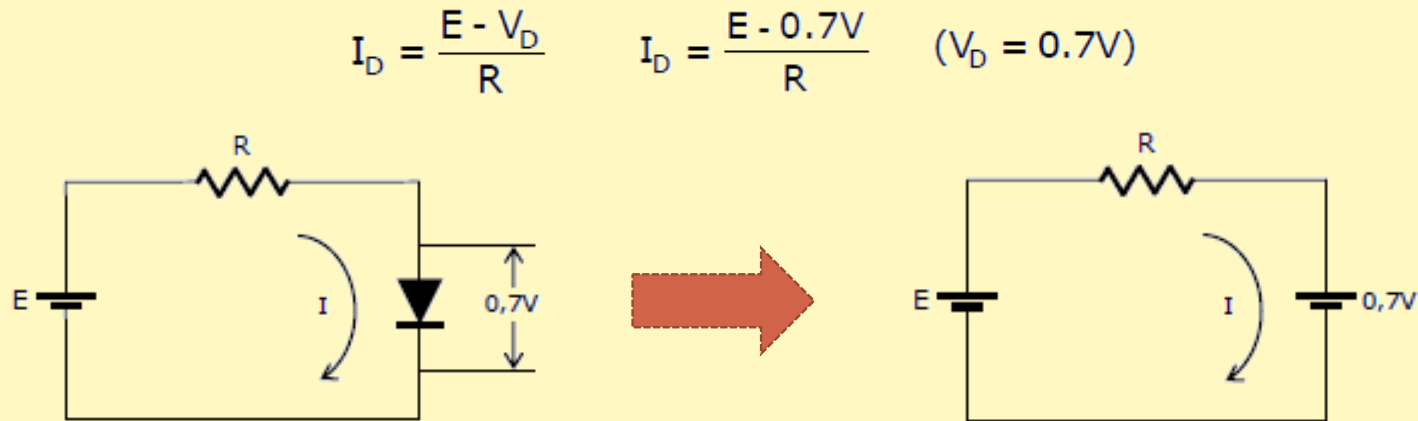 I_D = (E - V_D)/R    I_D = (E - 0.7V)/R    (V_D = 0.7V)
R
E
I
0,7V
R
E
I
0,7V